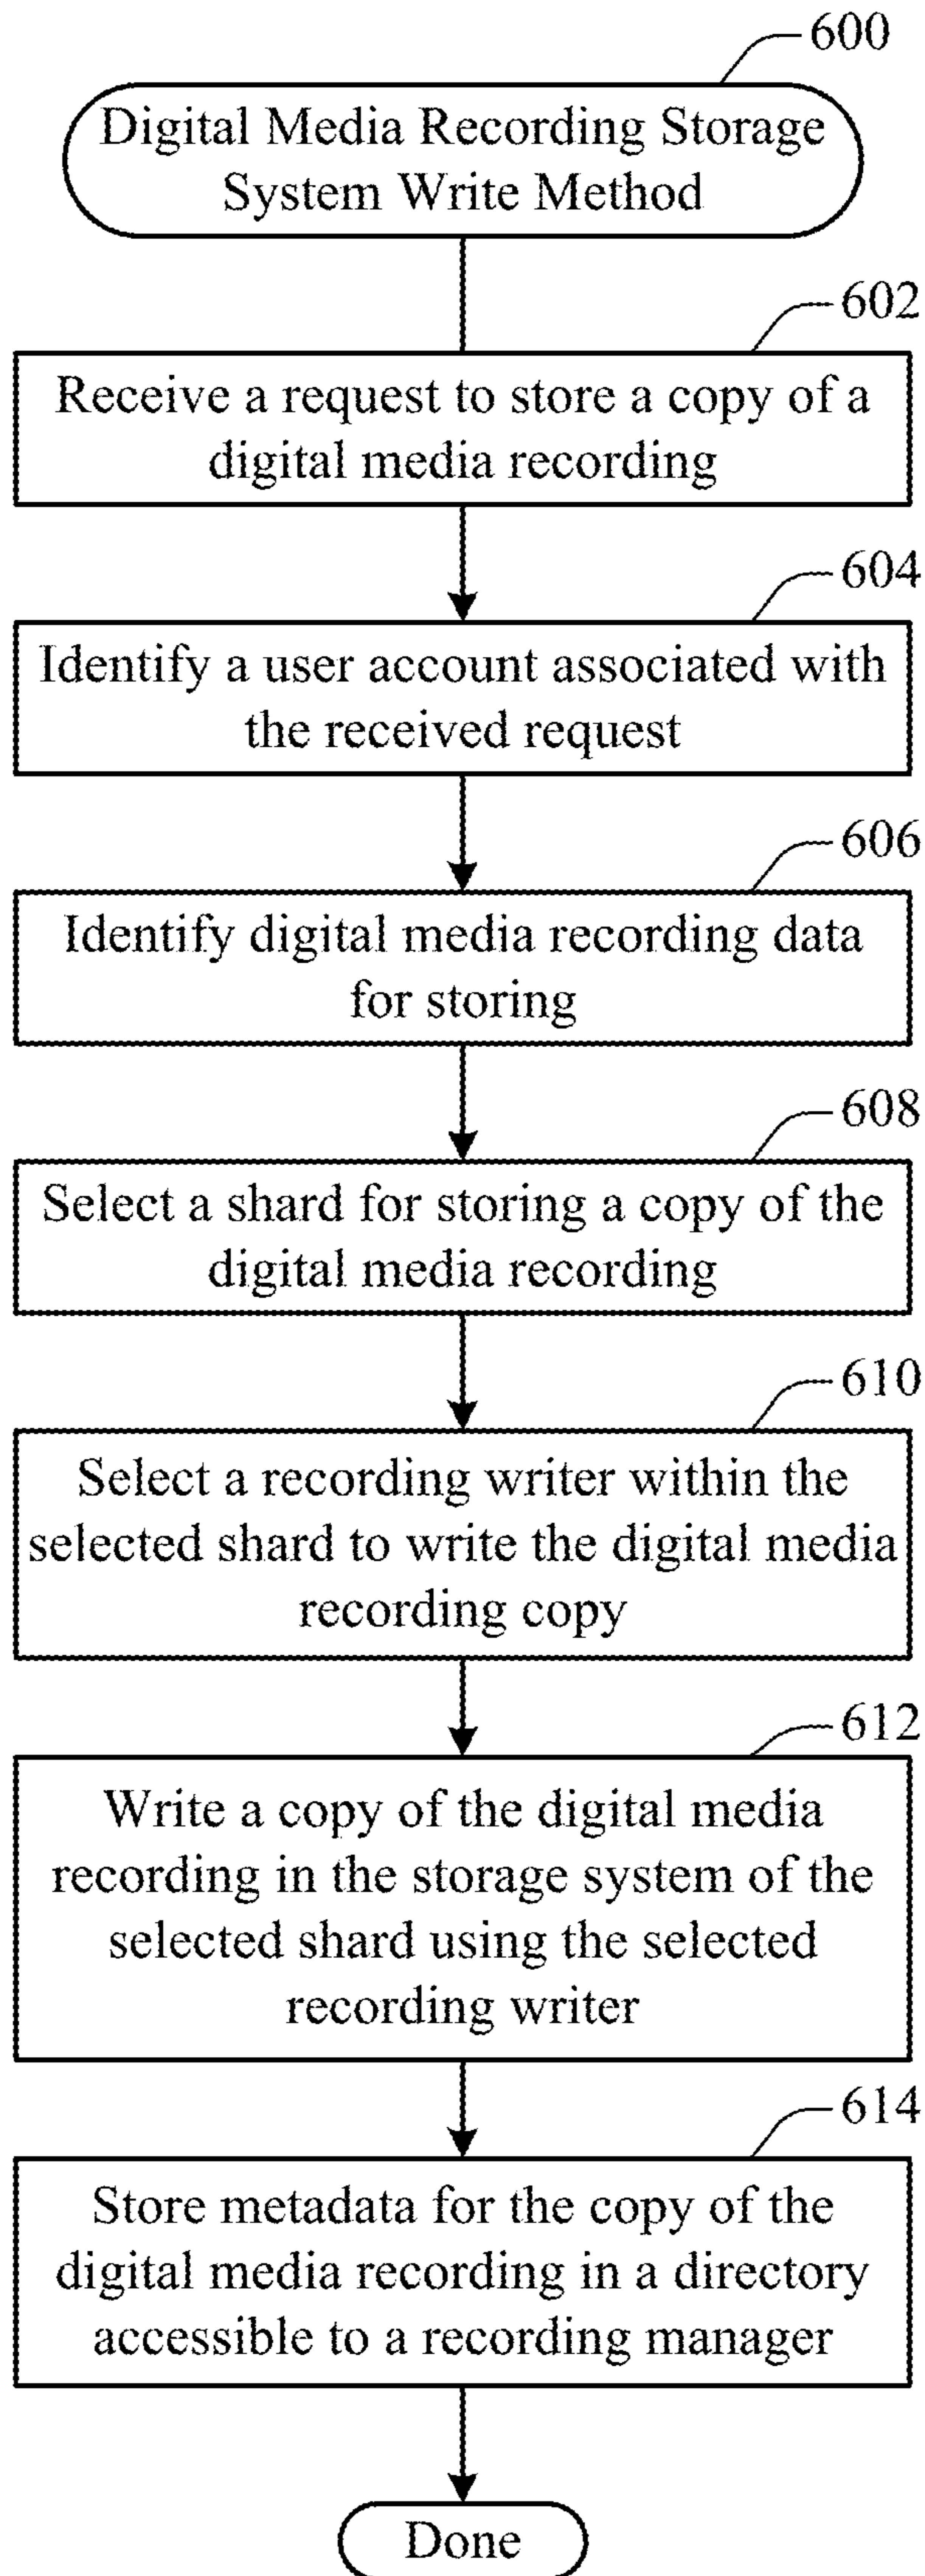 600
Digital Media Recording Storage
System Write Method
602
Receive a request to store a copy of a
digital media recording
604
Identify a user account associated with
the received request
606
Identify digital media recording data
for storing
608
Select a shard for storing a copy of the
digital media recording
610
Select a recording writer within the
selected shard to write the digital media
recording copy
612
Write a copy of the digital media
recording in the storage system of the
selected shard using the selected
recording writer
614
Store metadata for the copy of the
digital media recording in a directory
accessible to a recording manager
Done